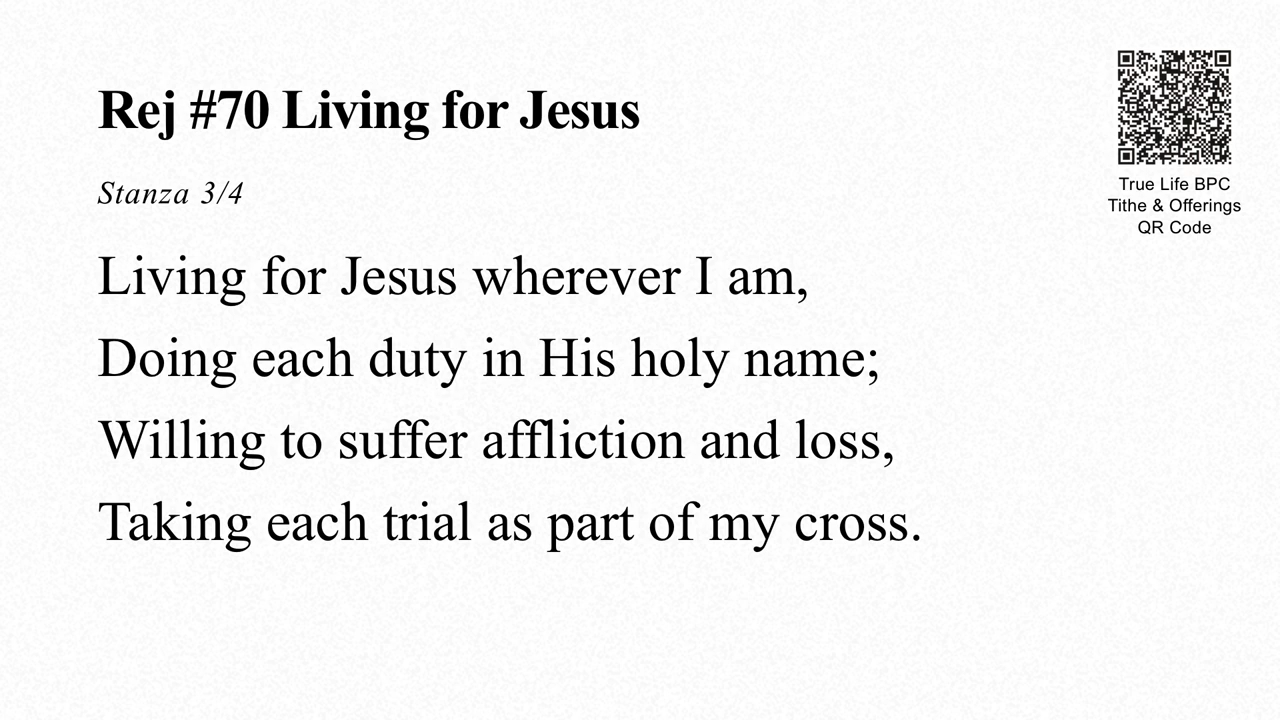 Rej #70 Living for Jesus
Stanza 3/4
Living for Jesus wherever I am,
Doing each duty in His holy name;
Willing to suffer affliction and loss,
Taking each trial as part of my cross.
True Life BPC
Tithe & Offerings
QR Code